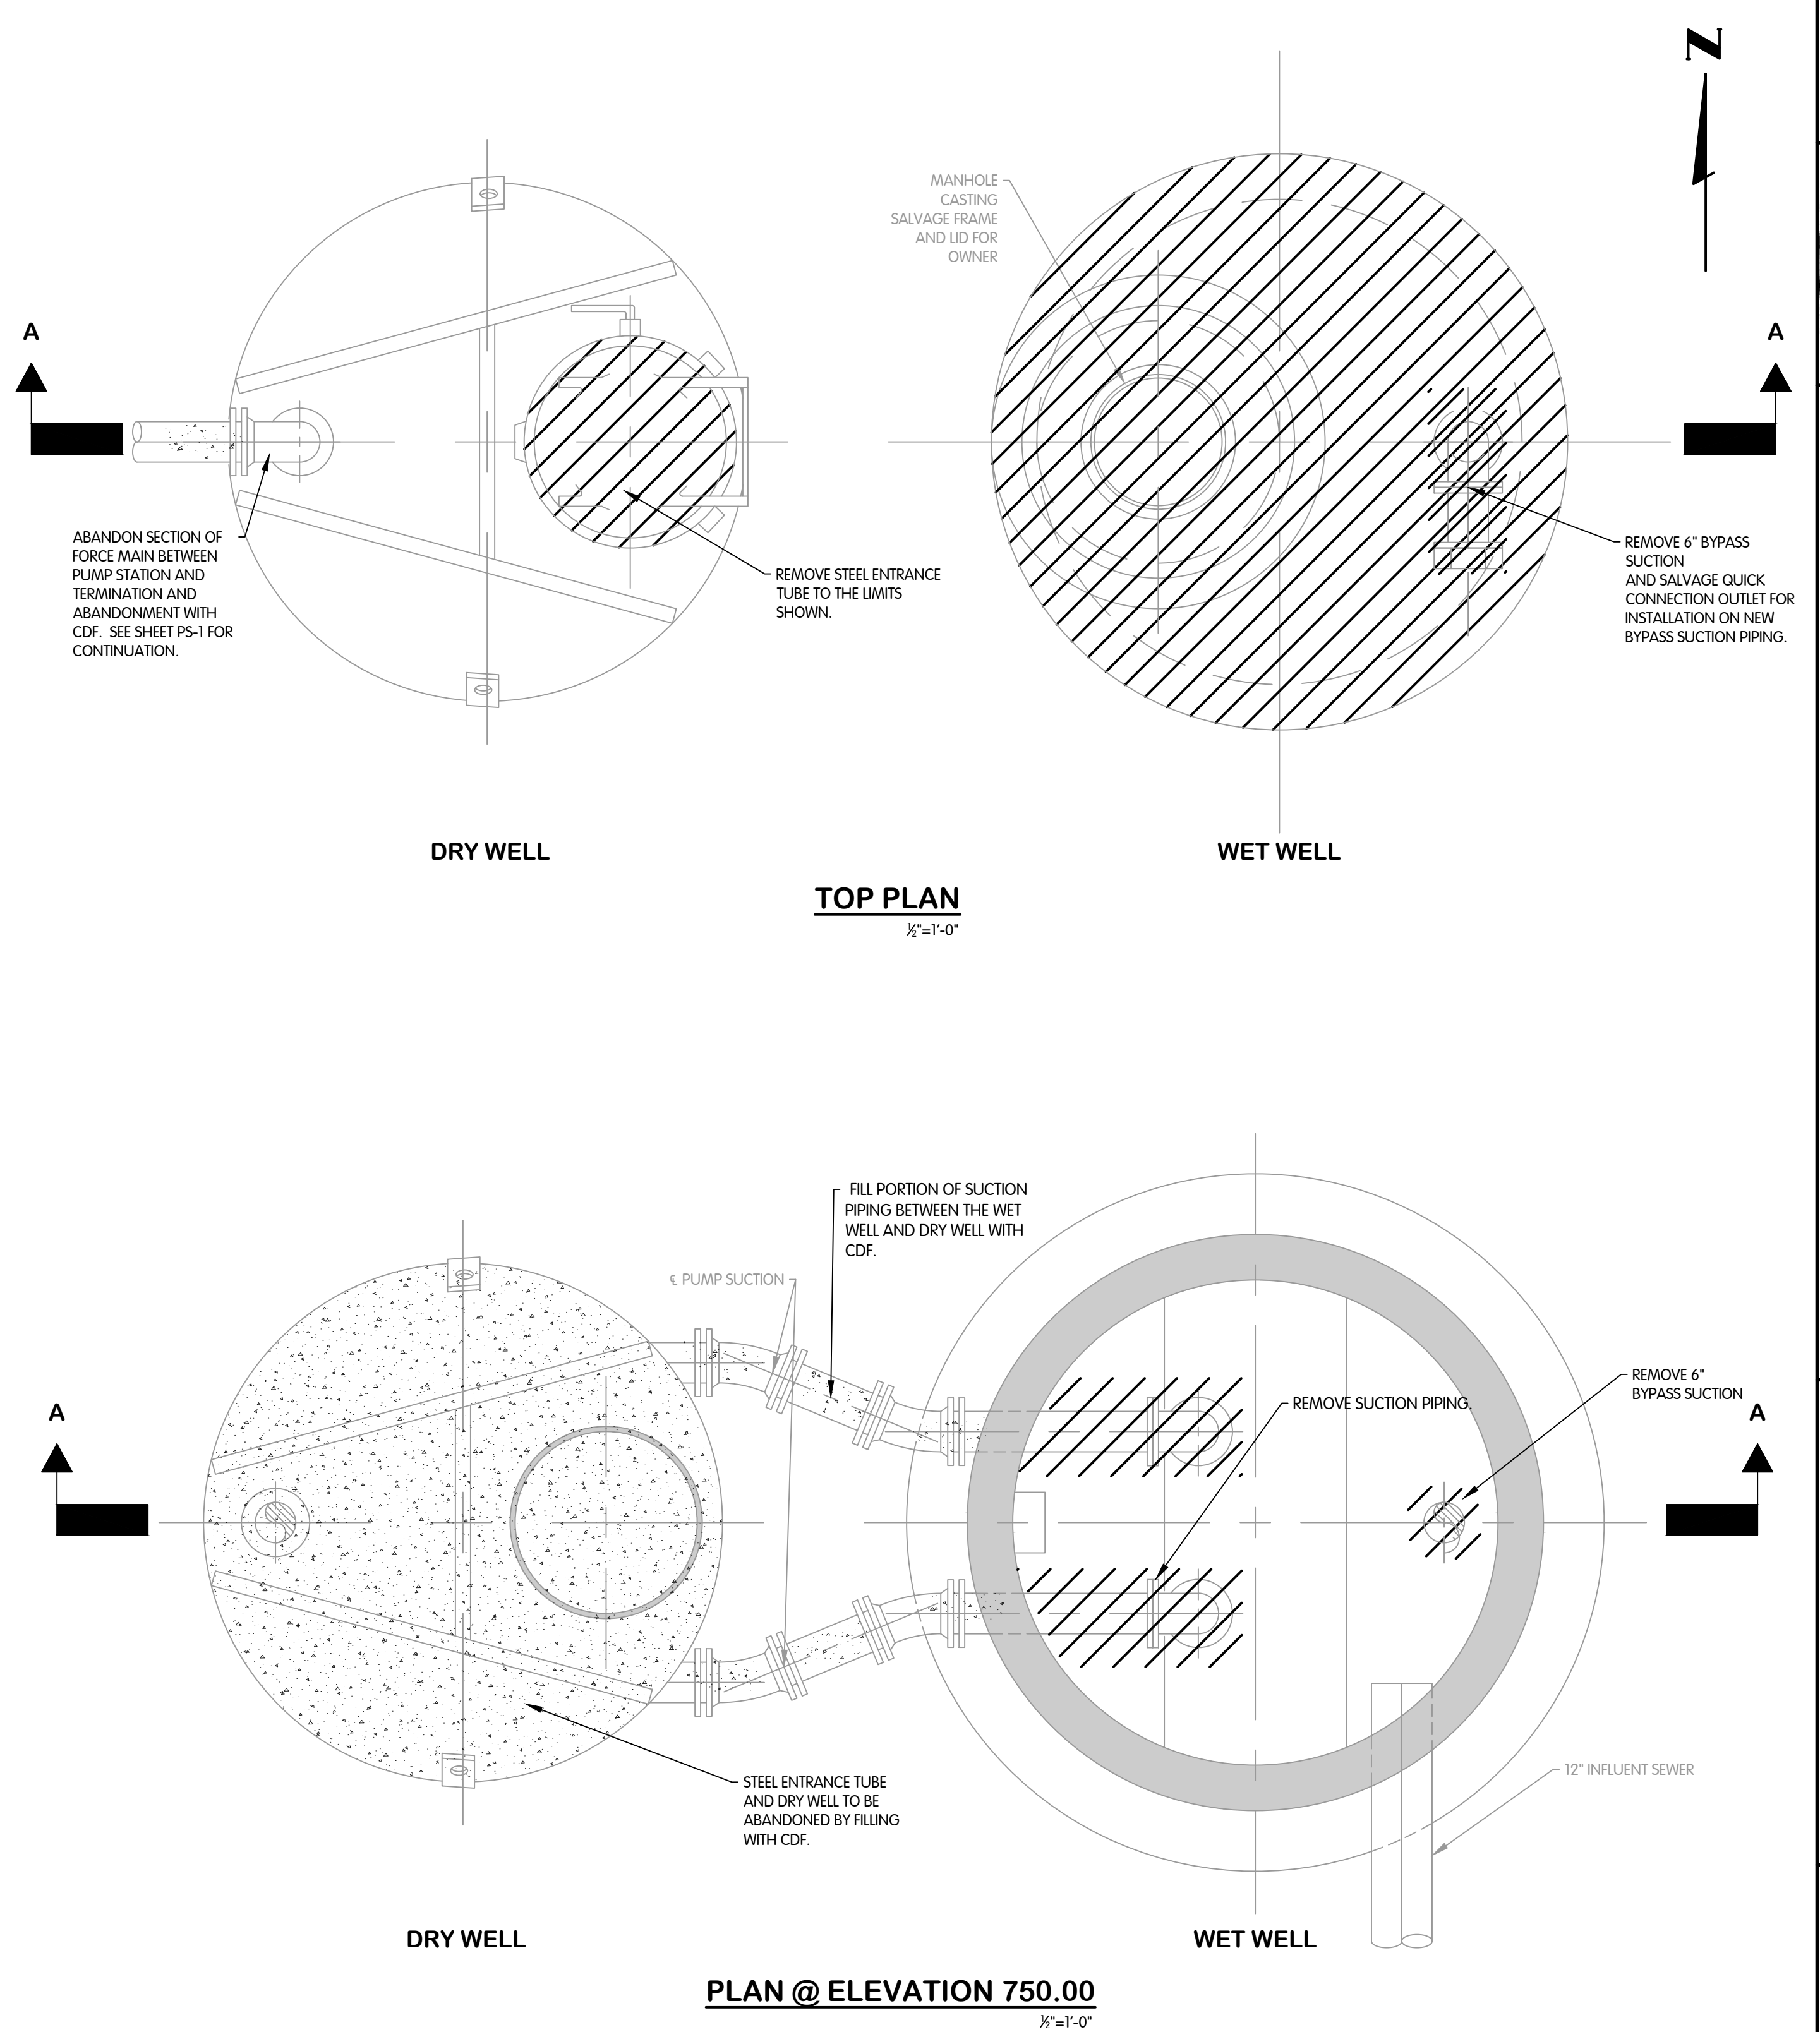 N
MANHOLE
CASTING
SALVAGE FRAME
AND LID FOR
OWNER
A
A
ABANDON SECTION OF
FORCE MAIN BETWEEN
PUMP STATION AND
TERMINATION AND
ABANDONMENT WITH
CDF. SEE SHEET PS-1 FOR
CONTINUATION.
REMOVE STEEL ENTRANCE
TUBE TO THE LIMITS
SHOWN.
REMOVE 6" BYPASS
SUCTION
AND SALVAGE QUICK
CONNECTION OUTLET FOR
INSTALLATION ON NEW
BYPASS SUCTION PIPING.
DRY WELL
WET WELL
TOP PLAN
½"=1'-0"
FILL PORTION OF SUCTION
PIPING BETWEEN THE WET
WELL AND DRY WELL WITH
CDF.
℄ PUMP SUCTION
REMOVE 6"
BYPASS SUCTION
REMOVE SUCTION PIPING.
A
A
STEEL ENTRANCE TUBE
AND DRY WELL TO BE
ABANDONED BY FILLING
WITH CDF.
12" INFLUENT SEWER
DRY WELL
WET WELL
PLAN @ ELEVATION 750.00
½"=1'-0"